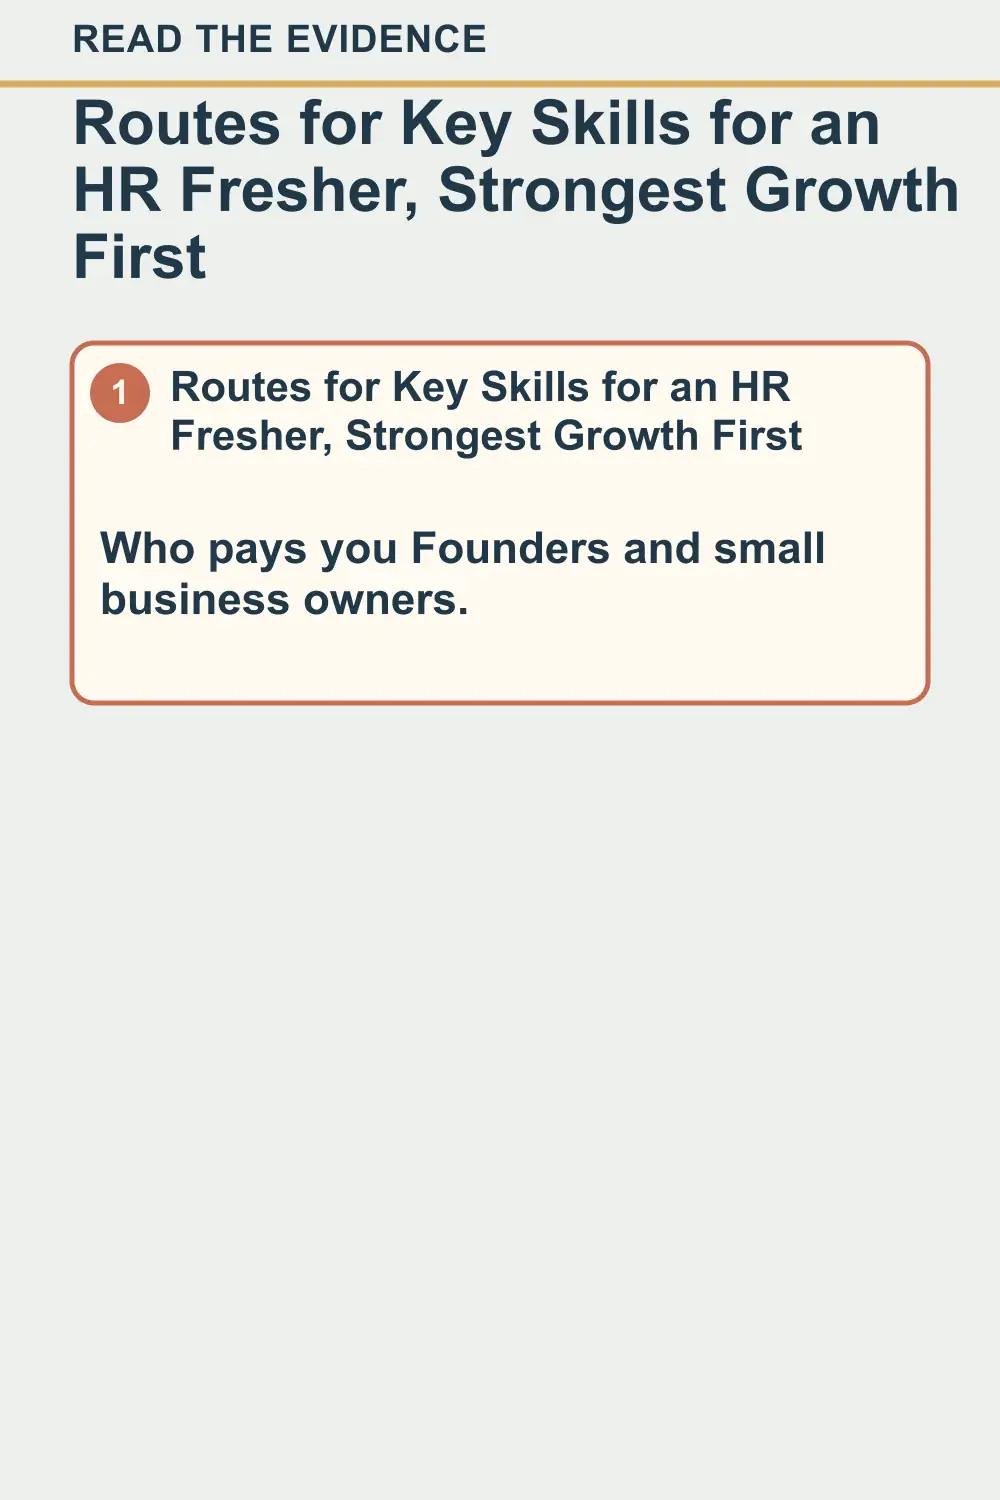 READ THE EVIDENCE
Routes for Key Skills for an
HR Fresher, Strongest Growth
First
1
Routes for Key Skills for an HR
Fresher, Strongest Growth First
Who pays you Founders and small
business owners.